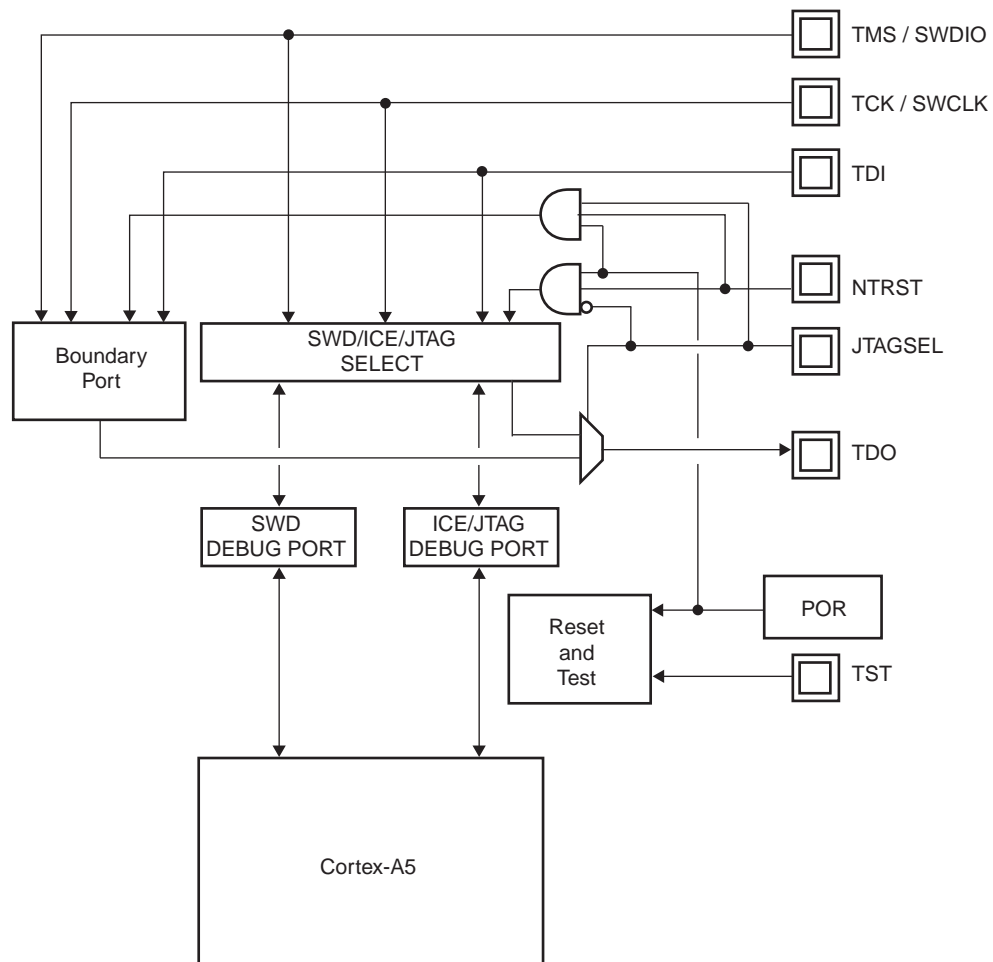 TMS / SWDIO
TCK / SWCLK
TDI
NTRST
SWD/ICE/JTAG
SELECT
JTAGSEL
Boundary
Port
TDO
SWD
DEBUG PORT
ICE/JTAG
DEBUG PORT
POR
Reset
and
Test
TST
Cortex-A5